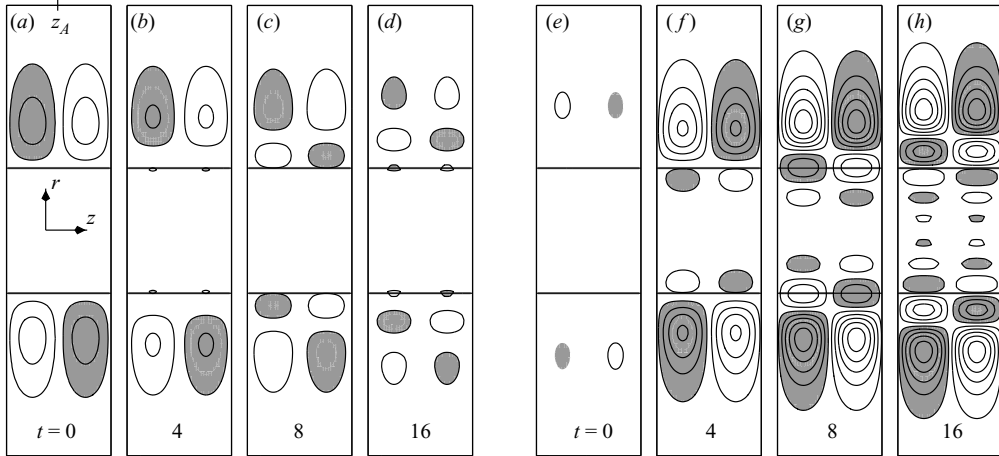 (a) (b) (c) (d) (e) (f) (g) (h)
z_A
r
z
t = 0 4 8 16 t = 0 4 8 16